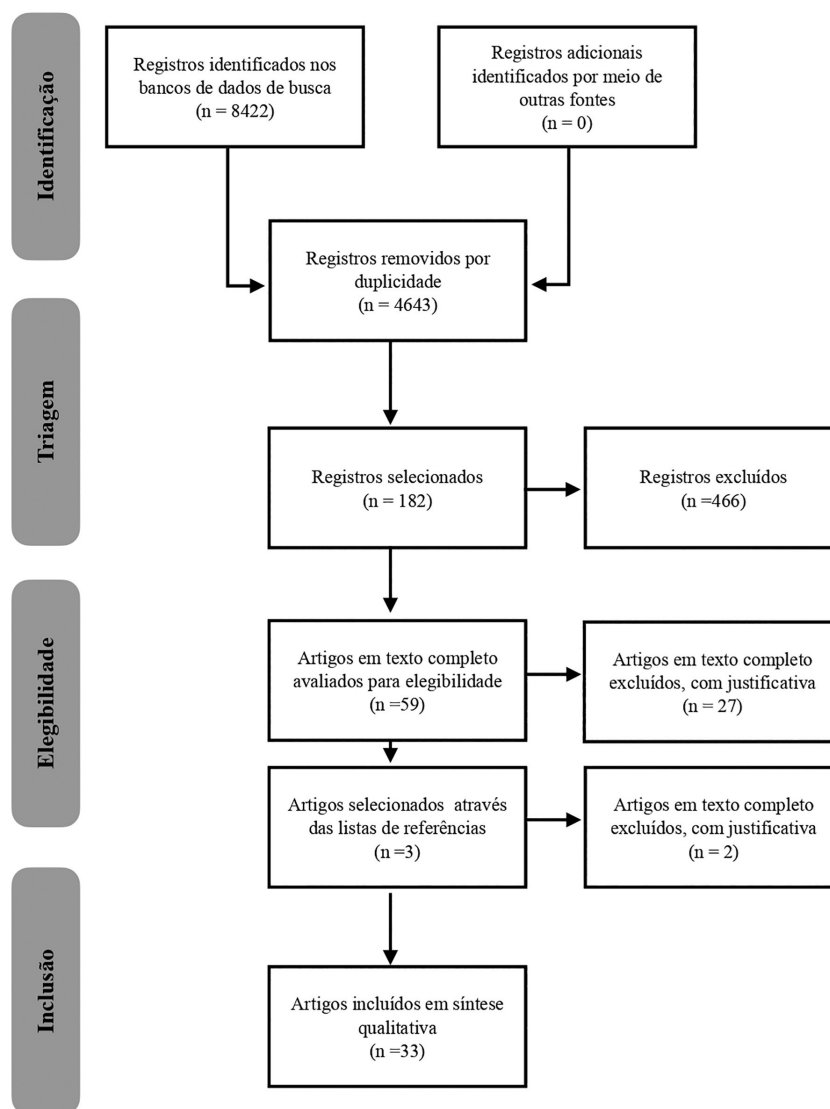 Identificação
Registros identificados nos
bancos de dados de busca
(n = 8422)
Registros adicionais
identificados por meio de
outras fontes
(n = 0)
Registros removidos por
duplicidade
(n = 4643)
Triagem
Registros selecionados
(n = 182)
Registros excluídos
(n =466)
Elegibilidade
Artigos em texto completo
avaliados para elegibilidade
(n =59)
Artigos em texto completo
excluídos, com justificativa
(n = 27)
Artigos selecionados através
das listas de referências
(n =3)
Artigos em texto completo
excluídos, com justificativa
(n = 2)
Inclusão
Artigos incluídos em síntese
qualitativa
(n =33)